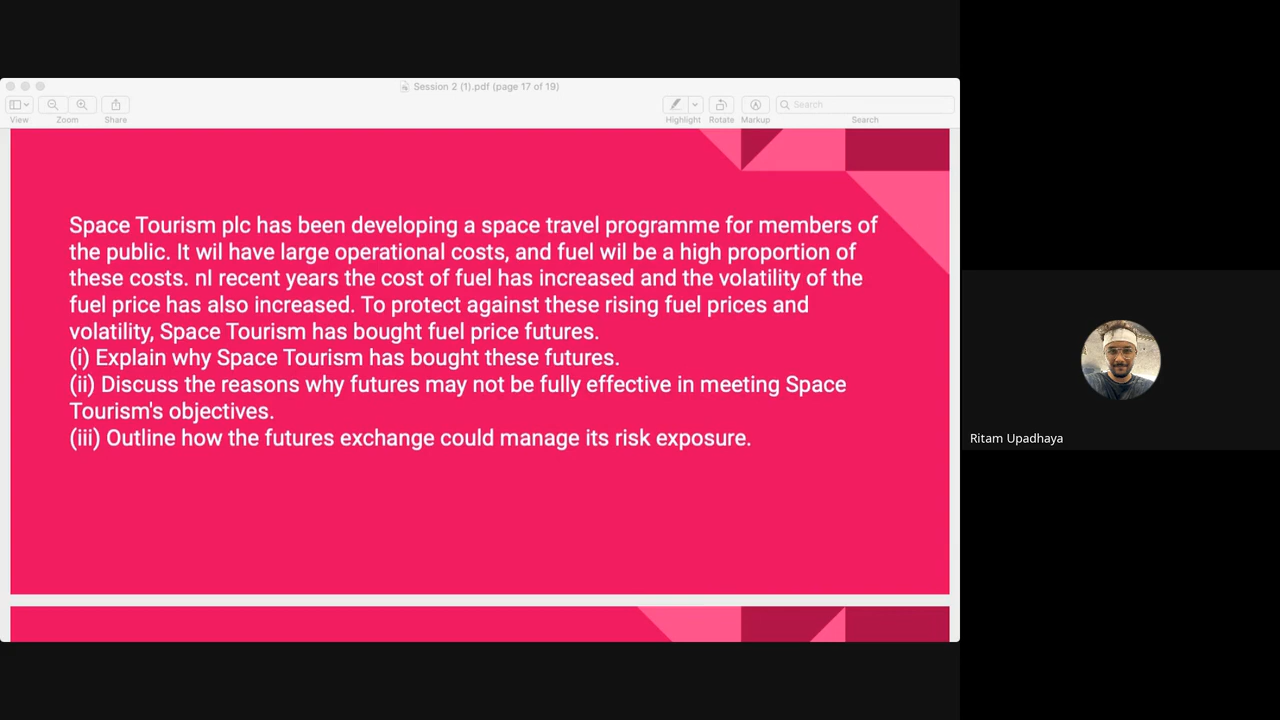 Session 2 (1).pdf (page 17 of 19)
View
Zoom
Share
Highlight
Rotate
Markup
Search
Search
Space Tourism plc has been developing a space travel programme for members of
the public. It wil have large operational costs, and fuel wil be a high proportion of
these costs. nI recent years the cost of fuel has increased and the volatility of the
fuel price has also increased. To protect against these rising fuel prices and
volatility, Space Tourism has bought fuel price futures.
(i) Explain why Space Tourism has bought these futures.
(ii) Discuss the reasons why futures may not be fully effective in meeting Space
Tourism's objectives.
(iii) Outline how the futures exchange could manage its risk exposure.
Ritam Upadhaya